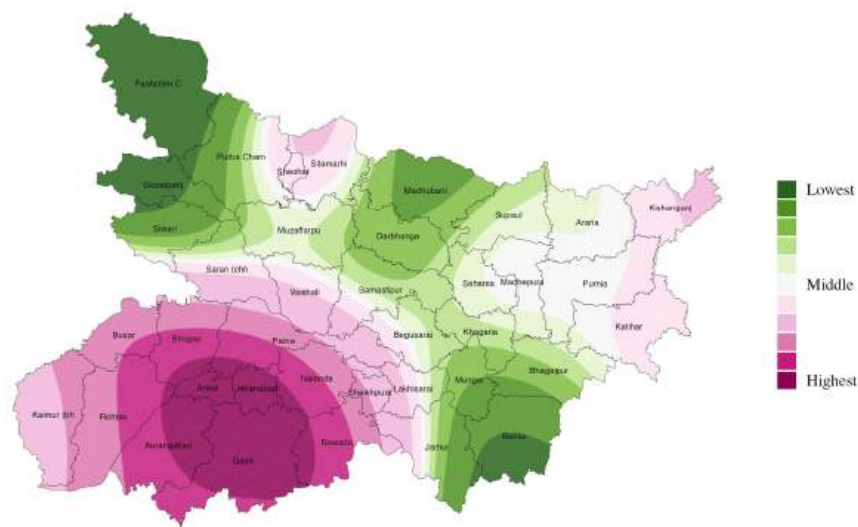 Pashchim C
Gopalganj
Siwan
Purba Cham
Sheohar
Sitamarhi
Madhubani
Muzaffarpu
Darbhanga
Supaul
Araria
Kishanganj
Saran (chh
Vaishali
Samastipur
Saharsa
Madhepura
Purnia
Katihar
Buxar
Bhojpur
Patna
Begusarai
Khagaria
Bhagalpur
Kaimur (bh
Rohtas
Arwal
Jehanabad
Nalanda
Sheikhpura
Lakhisarai
Munger
Aurangabad
Gaya
Nawada
Jamui
Banka
Lowest
Middle
Highest